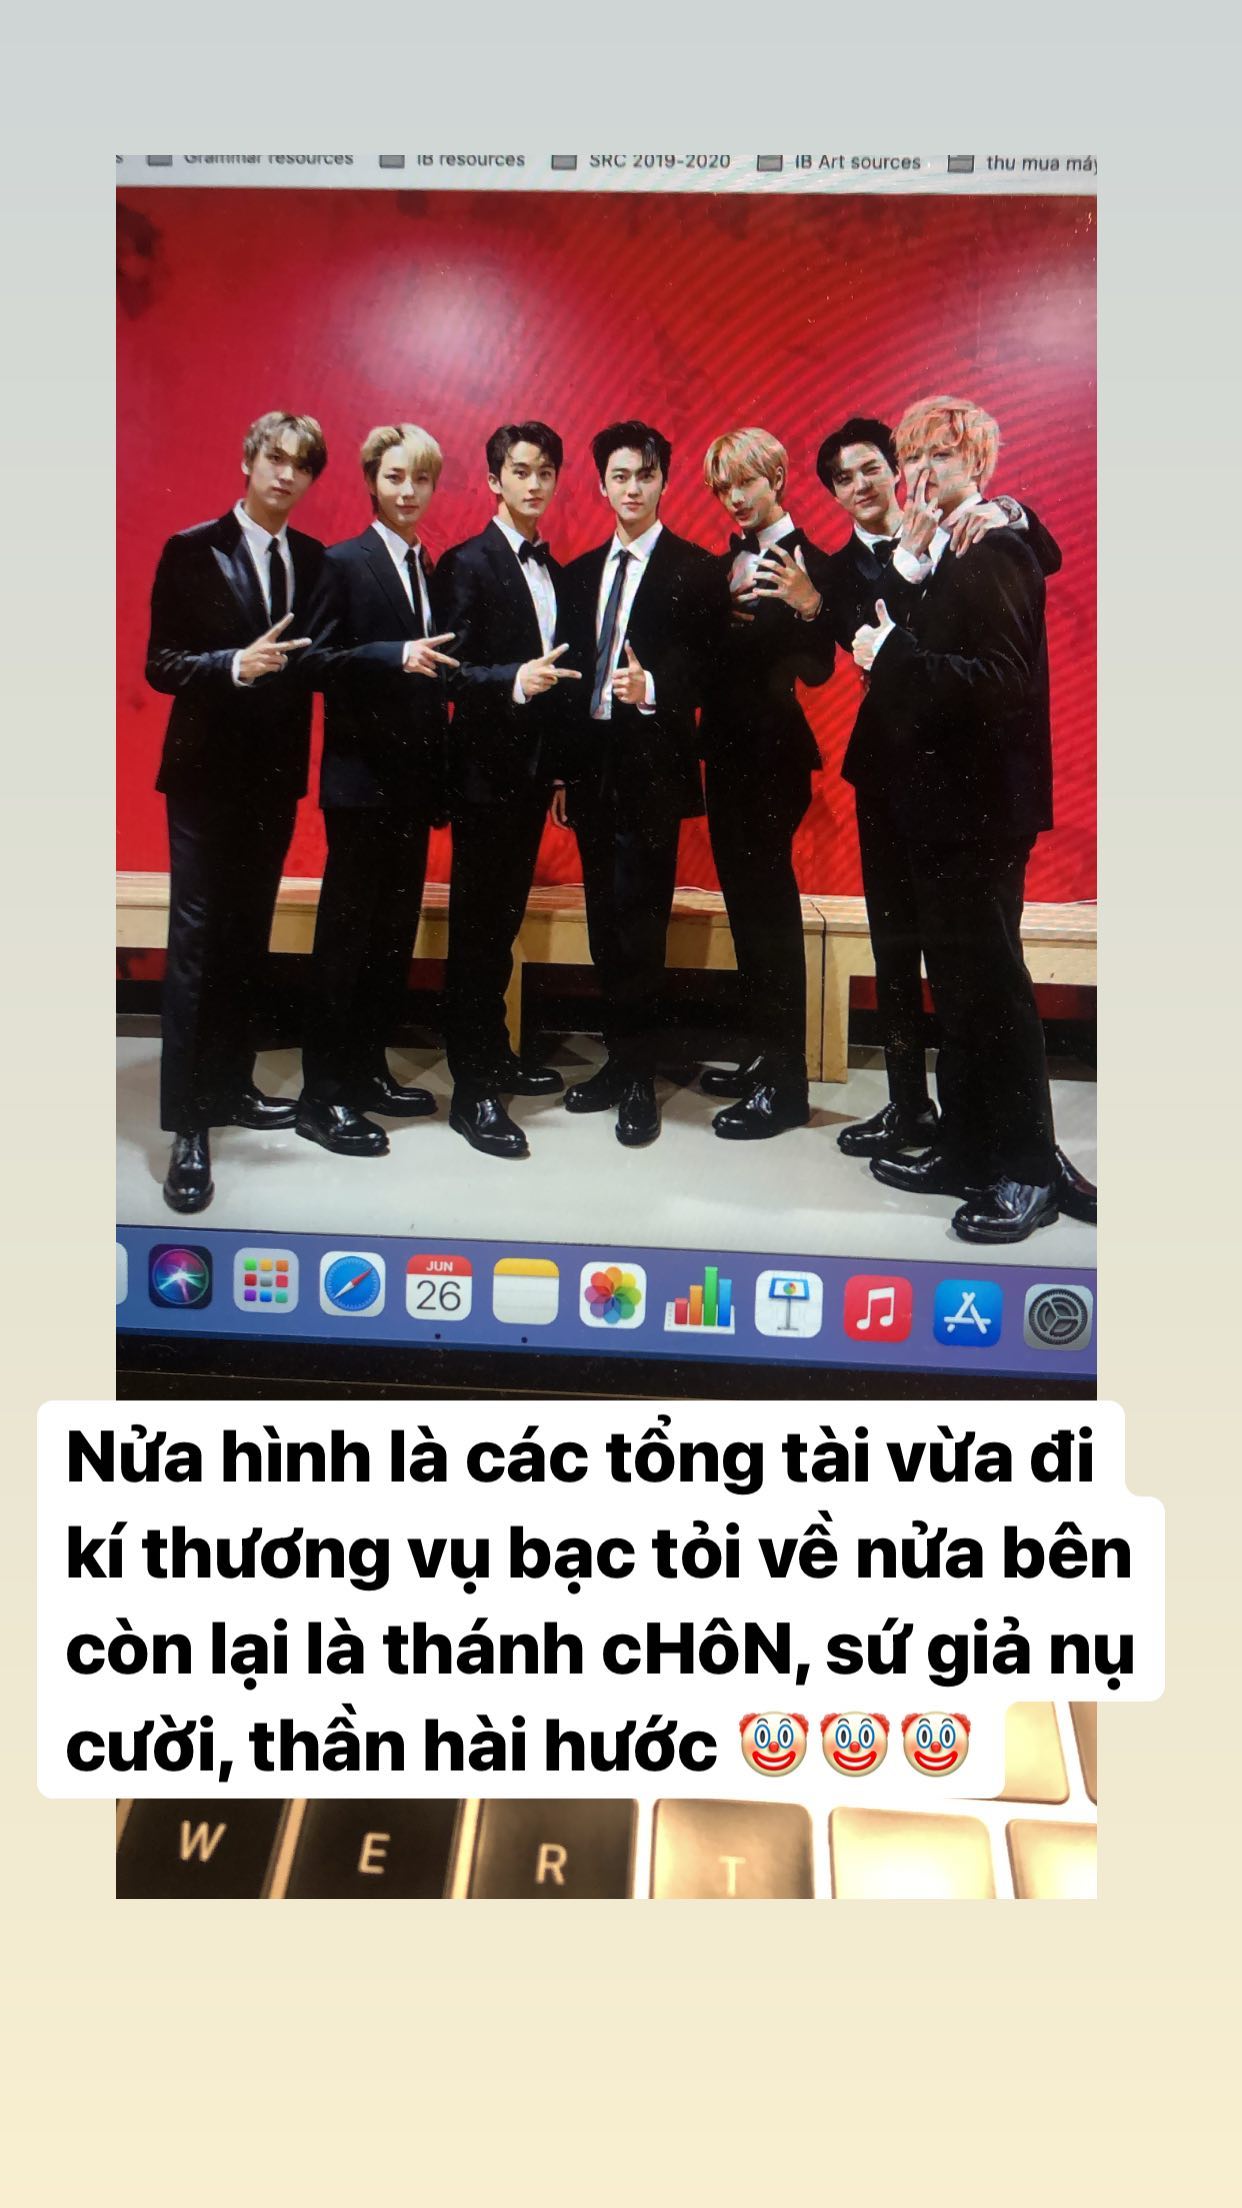 Grammar resources IB resources SRC 2019-2020 IB Art sources thu mua máy
JUN
26
Nửa hình là các tổng tài vừa đi
kí thương vụ bạc tỏi về nửa bên
còn lại là thánh cHôN, sứ giả nụ
cười, thần hài hước 🤡🤡🤡
W E R T